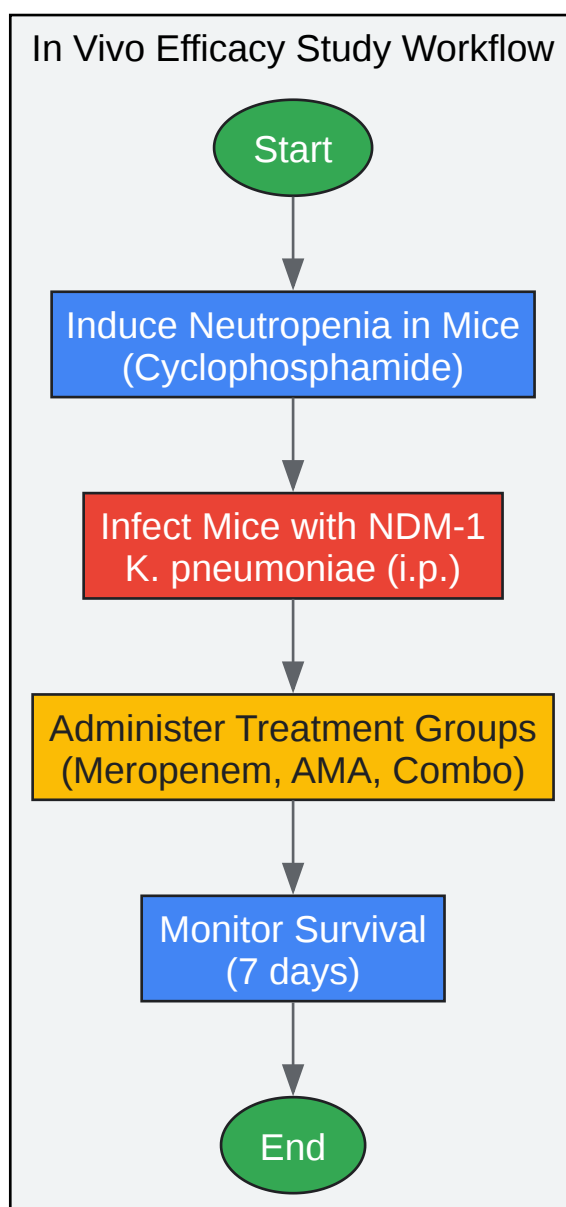 In Vivo Efficacy Study Workflow
Start
Induce Neutropenia in Mice
(Cyclophosphamide)
Infect Mice with NDM-1
K. pneumoniae (i.p.)
Administer Treatment Groups
(Meropenem, AMA, Combo)
Monitor Survival
(7 days)
End